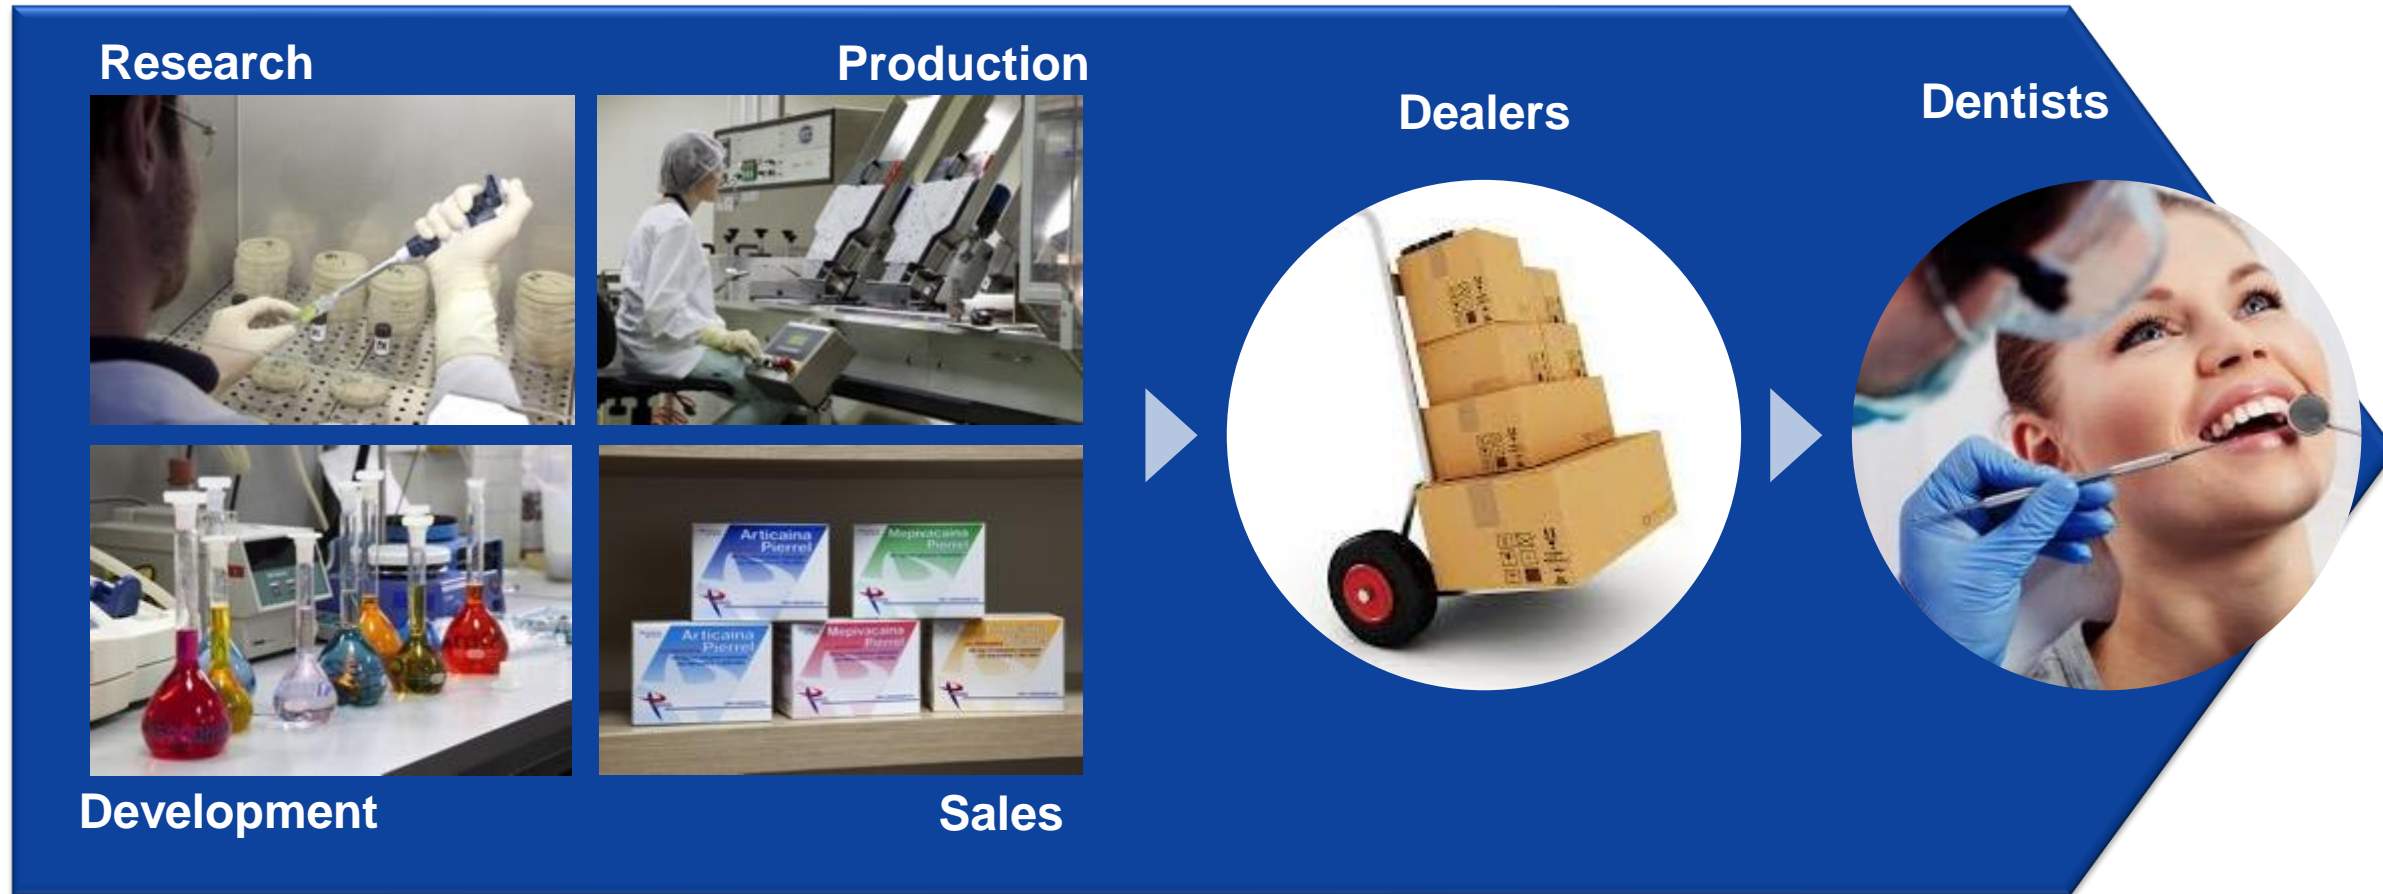 Research
Production
Dealers
Dentists
Articaina
Pierrel
Mepivacaina
Pierrel
Articaina
Pierrel
Mepivacaina
Pierrel
Development
Sales